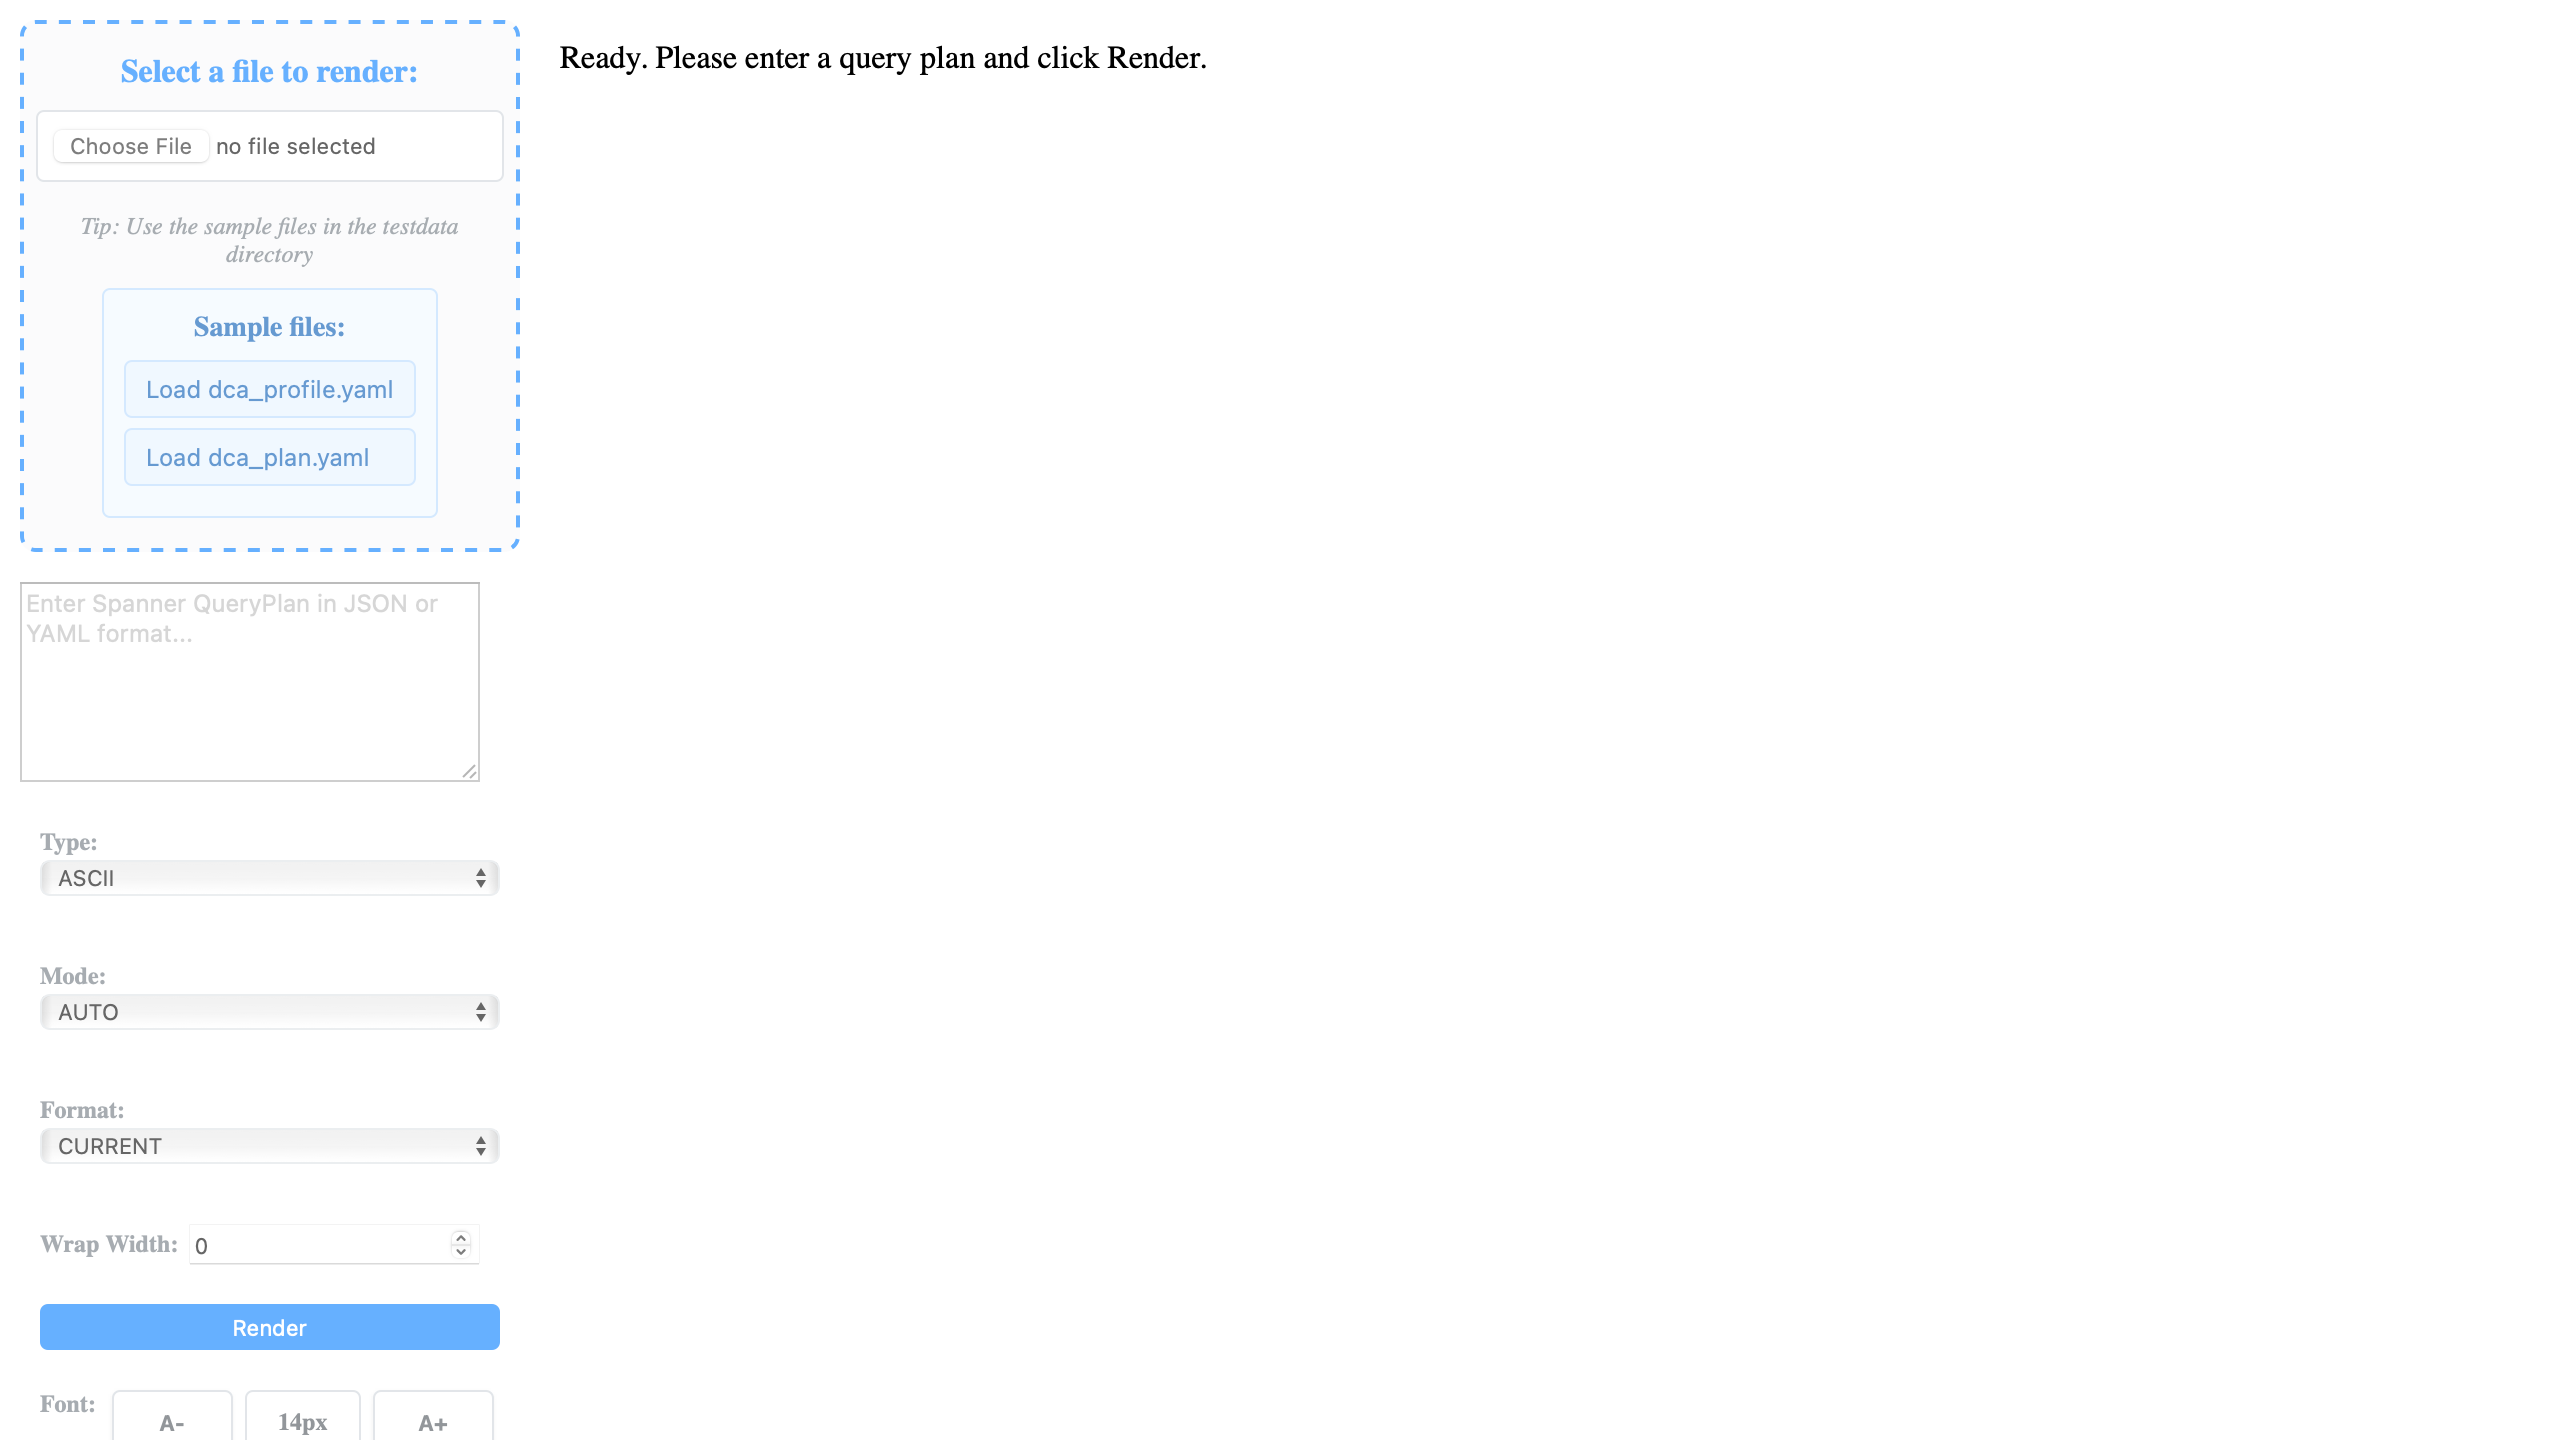 Select a file to render:
Choose File no file selected
Tip: Use the sample files in the testdata
directory
Sample files:
Load dca_profile.yaml
Load dca_plan.yaml
Enter Spanner QueryPlan in JSON or
YAML format...
Type:
ASCII
Mode:
AUTO
Format:
CURRENT
Wrap Width: 0
Render
Font: A- 14px A+
Ready. Please enter a query plan and click Render.